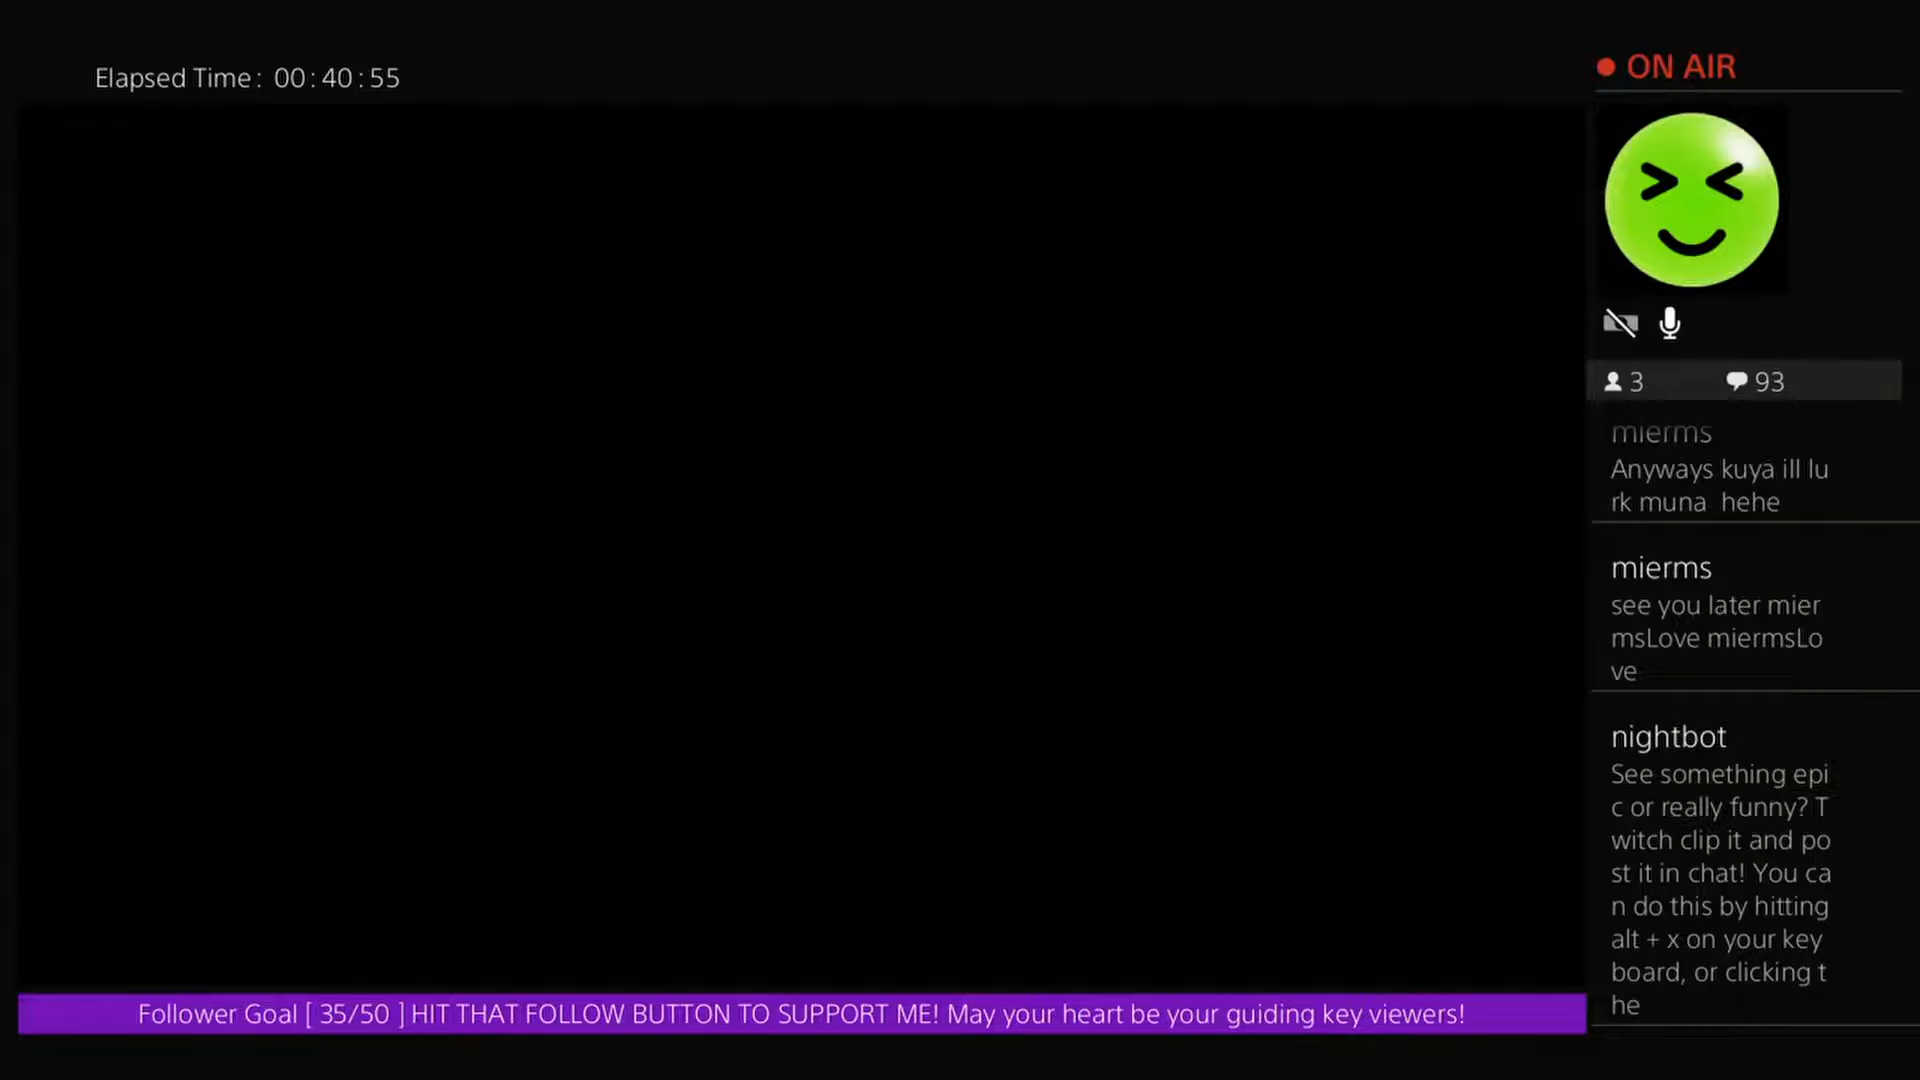 Elapsed Time: 00:40:55
ON AIR
3 93
mierms
Anyways kuya ill lu
rk muna hehe
mierms
see you later mier
msLove miermsLo
ve
nightbot
See something epi
c or really funny? T
witch clip it and po
st it in chat! You ca
n do this by hitting
alt + x on your key
board, or clicking t
he
Follower Goal [ 35/50 ] HIT THAT FOLLOW BUTTON TO SUPPORT ME! May your heart be your guiding key viewers!